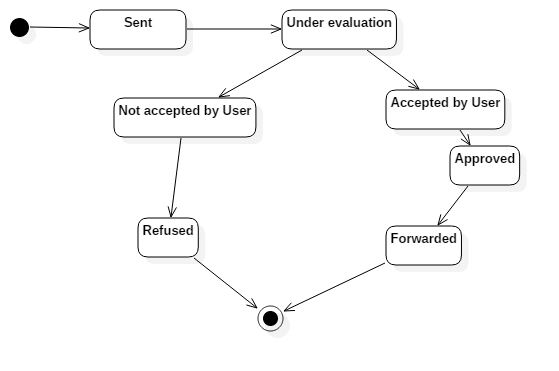 Sent
Under evaluation
Not accepted by User
Accepted by User
Approved
Refused
Forwarded